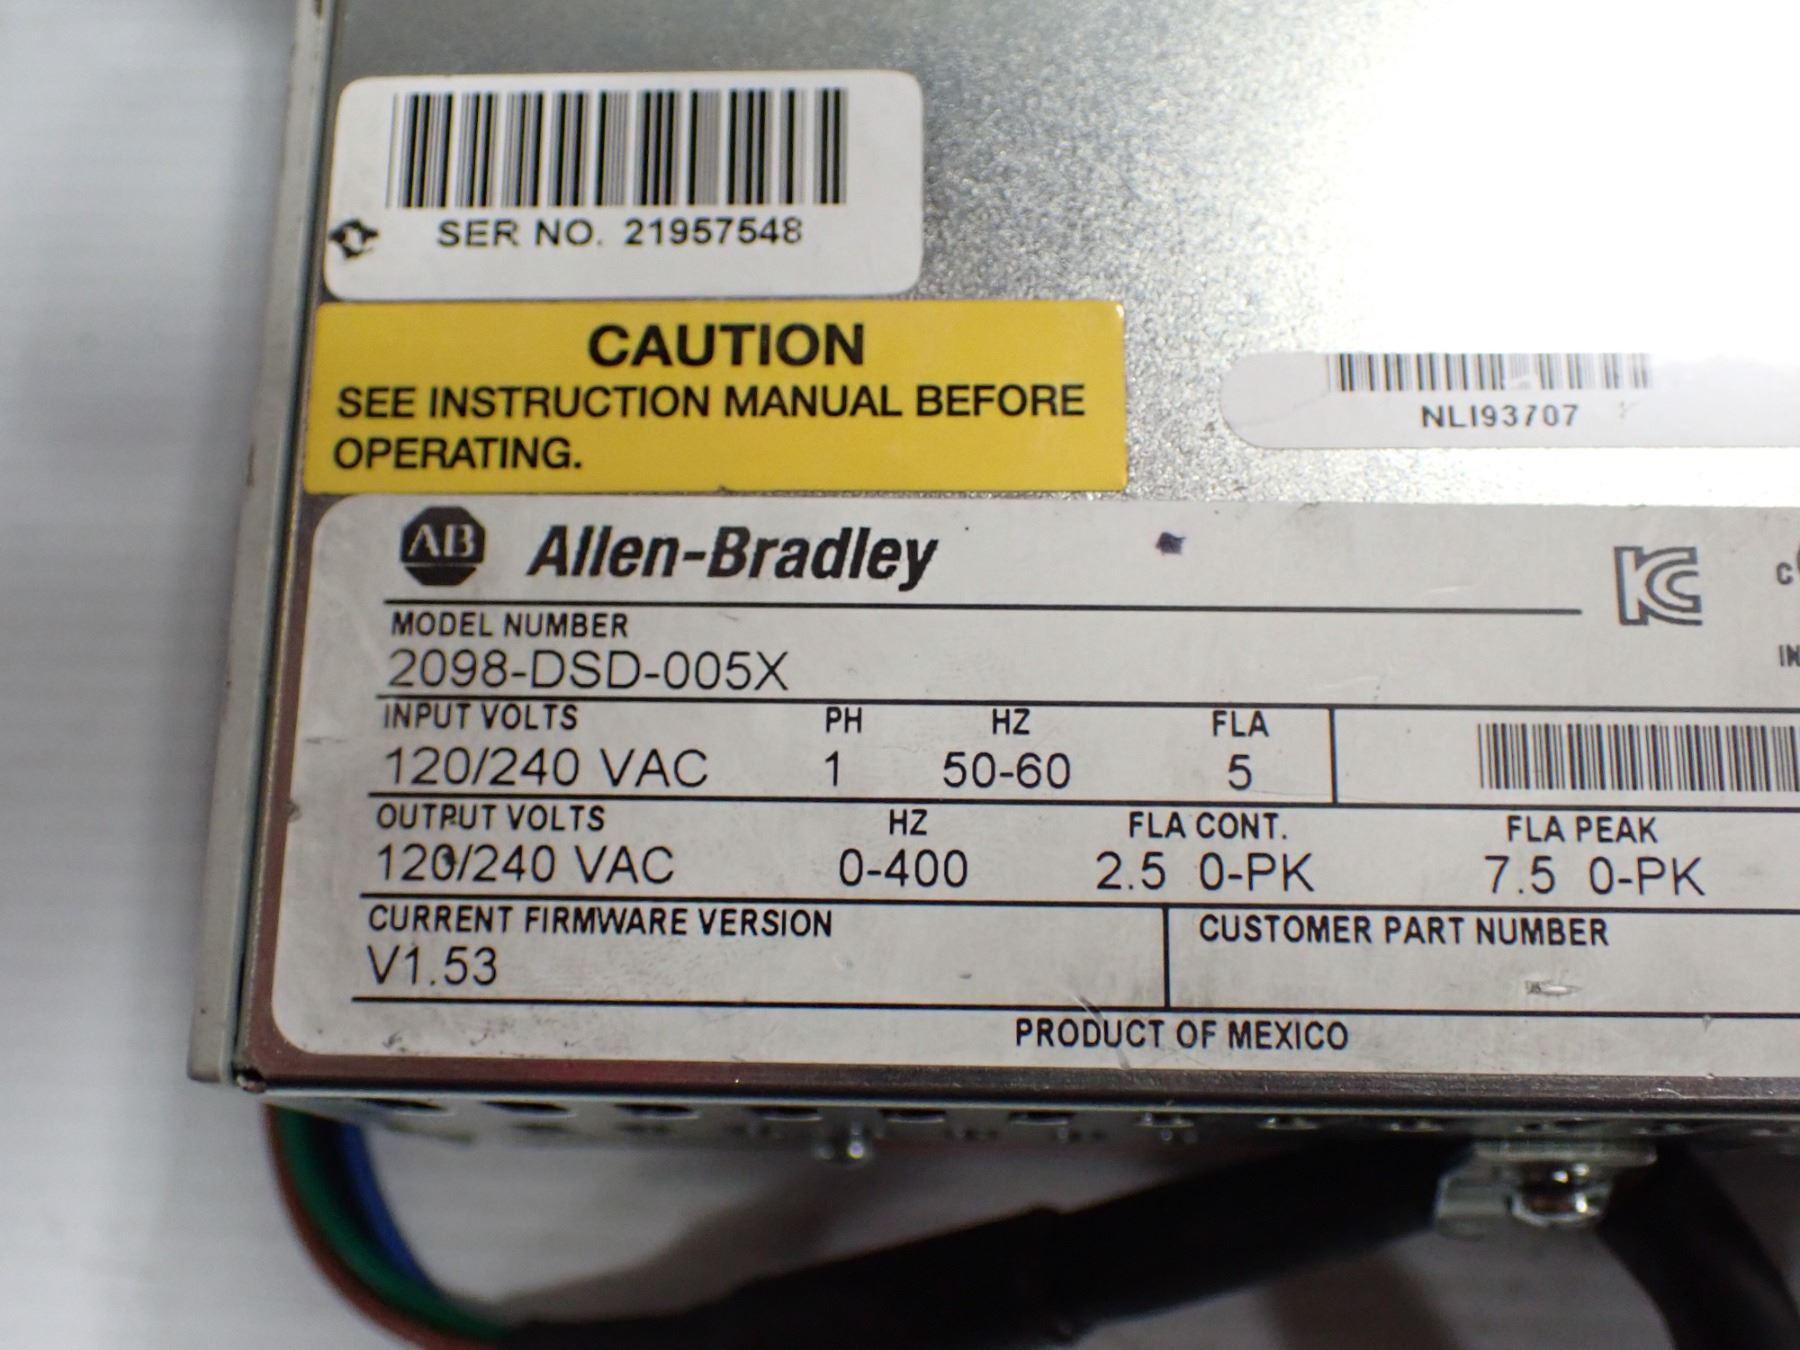 SER NO. 21957548
CAUTION
SEE INSTRUCTION MANUAL BEFORE
OPERATING.
NLI93707
AB Allen-Bradley
KC
C
MODEL NUMBER
2098-DSD-005X
INPUT VOLTS PH HZ FLA
120/240 VAC 1 50-60 5
OUTPUT VOLTS HZ FLA CONT. FLA PEAK
120/240 VAC 0-400 2.5 0-PK 7.5 0-PK
CURRENT FIRMWARE VERSION CUSTOMER PART NUMBER
V1.53
PRODUCT OF MEXICO